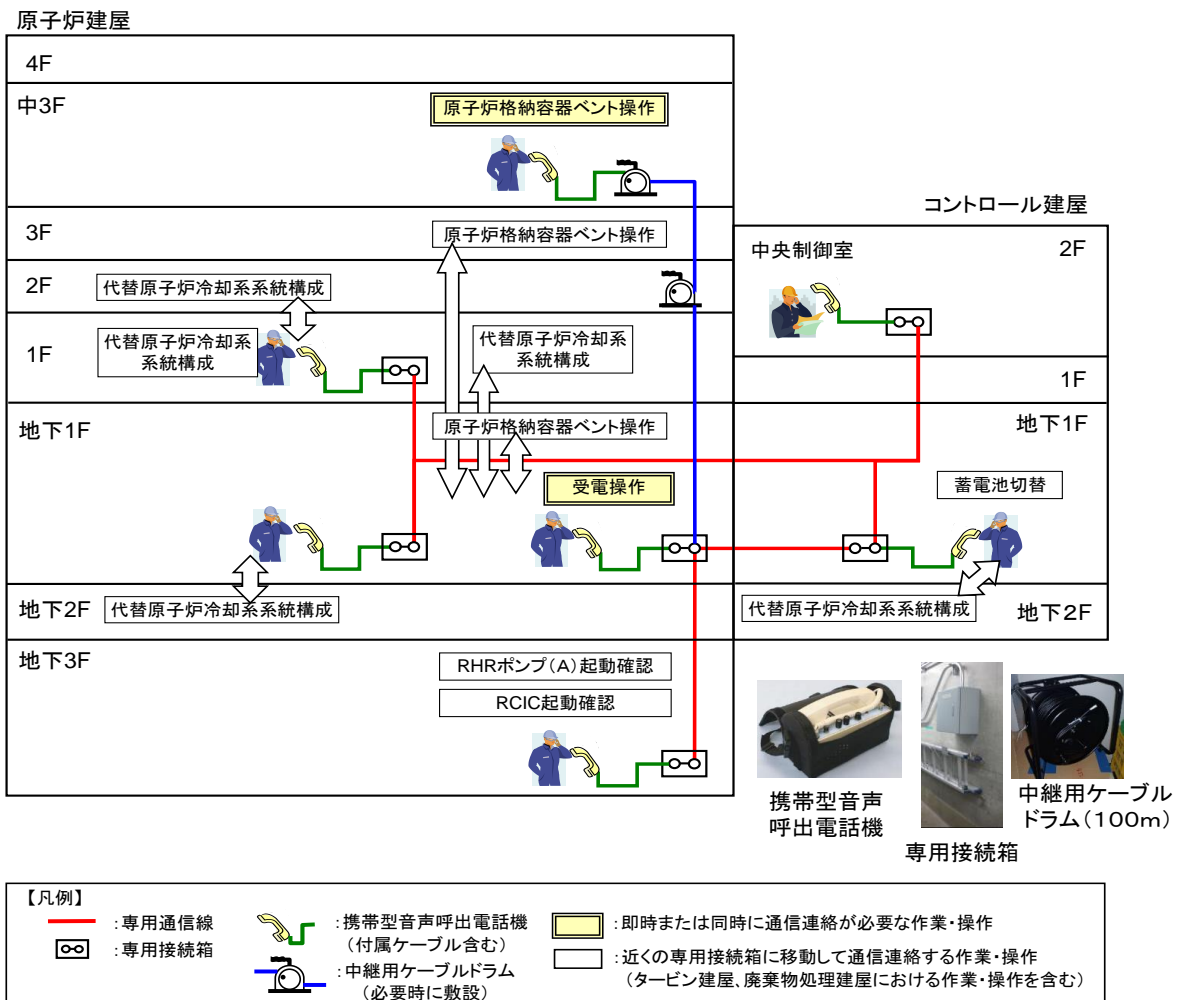 原子炉建屋
4F
中3F
原子炉格納容器ベント操作
コントロール建屋
3F
原子炉格納容器ベント操作
中央制御室
2F
2F
代替原子炉冷却系系統構成
1F
代替原子炉冷却系
系統構成
代替原子炉冷却系
系統構成
1F
地下1F
原子炉格納容器ベント操作
地下1F
受電操作
蓄電池切替
地下2F
代替原子炉冷却系系統構成
代替原子炉冷却系系統構成
地下2F
地下3F
RHRポンプ(A)起動確認
RCIC起動確認
携帯型音声
呼出電話機
専用接続箱
中継用ケーブル
ドラム(100m)
【凡例】
:専用通信線
:専用接続箱
:携帯型音声呼出電話機
(付属ケーブル含む)
:中継用ケーブルドラム
(必要時に敷設)
:即時または同時に通信連絡が必要な作業・操作
:近くの専用接続箱に移動して通信連絡する作業・操作
(タービン建屋、廃棄物処理建屋における作業・操作を含む)